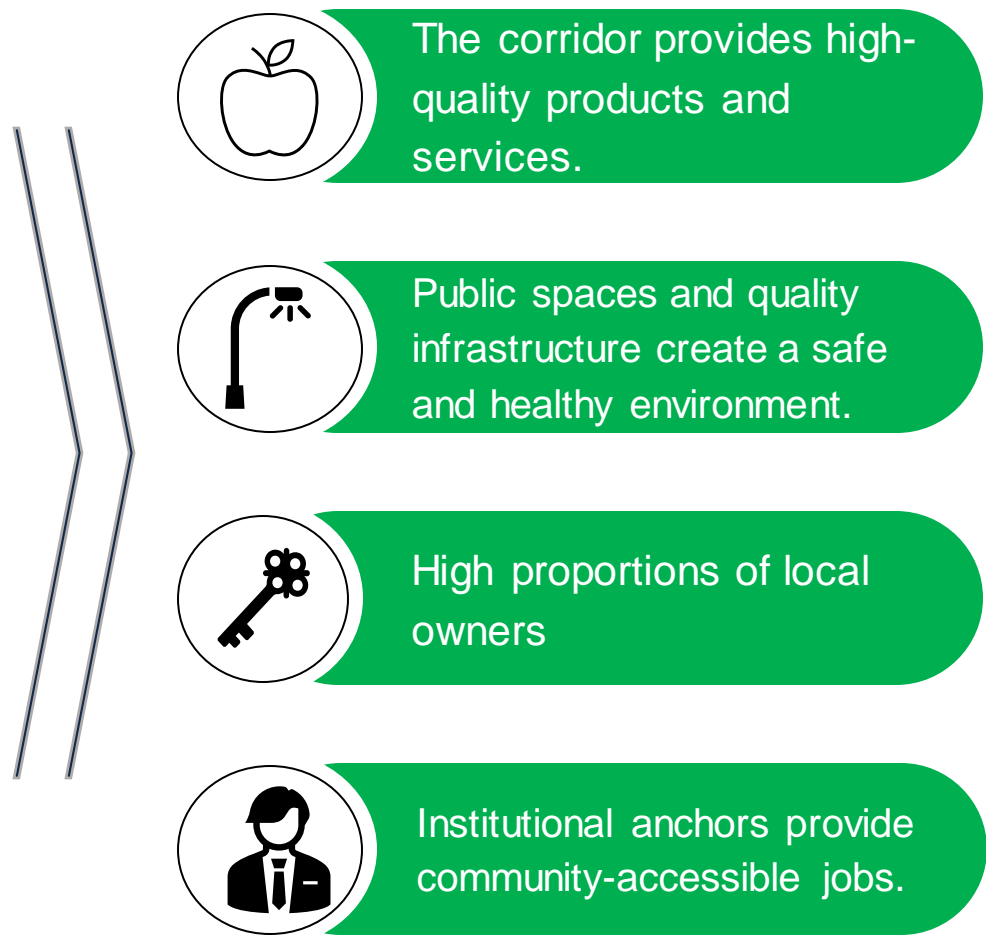 The corridor provides high-
quality products and
services.
Public spaces and quality
infrastructure create a safe
and healthy environment.
High proportions of local
owners
Institutional anchors provide
community-accessible jobs.